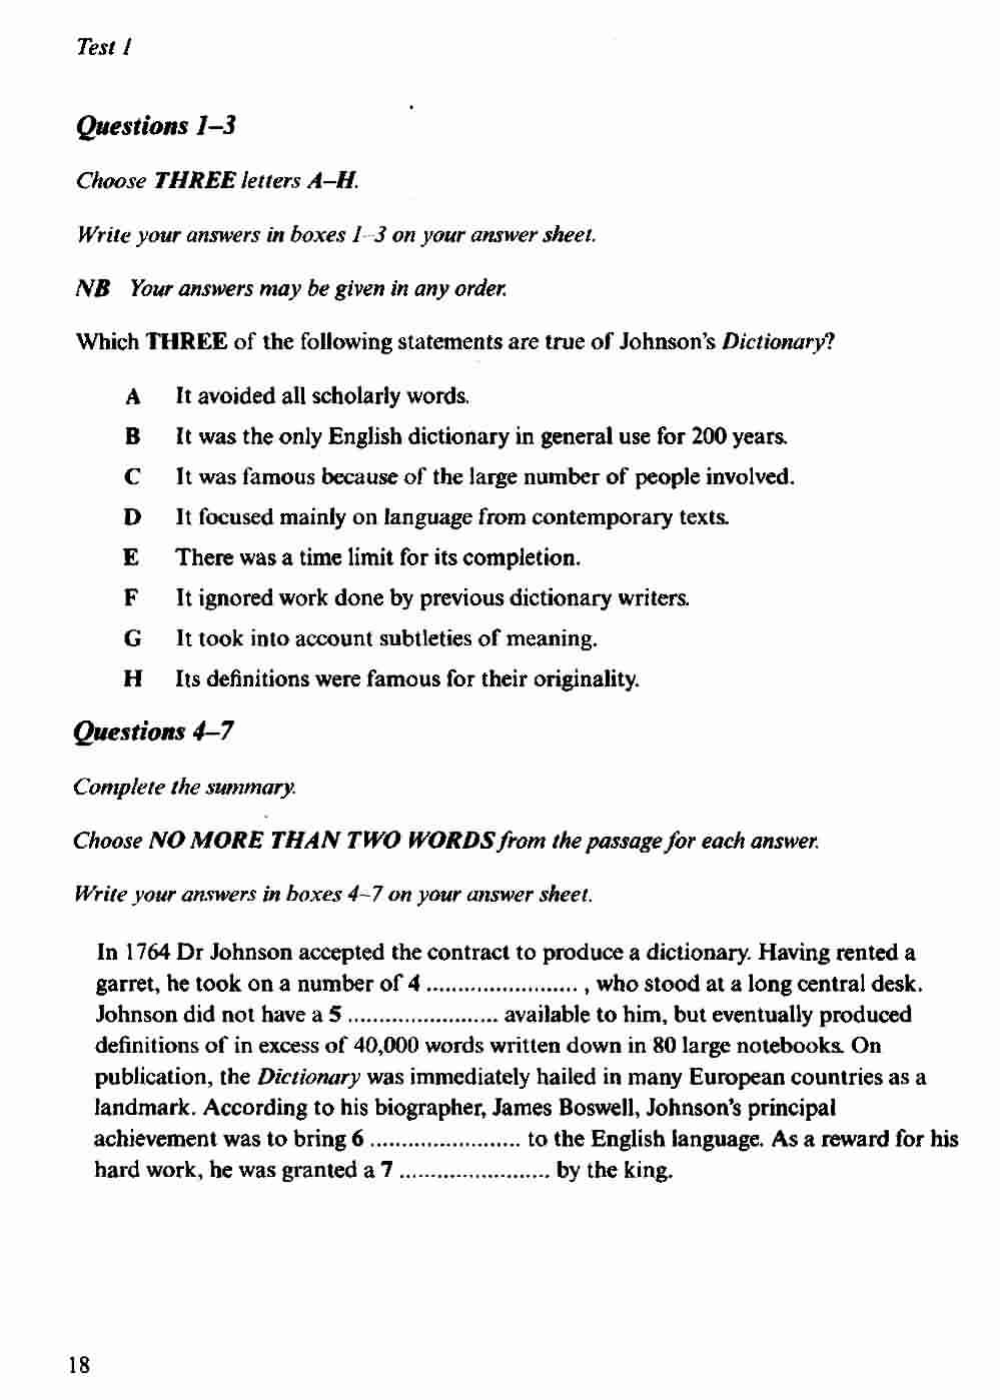 Test 1
Questions 1–3
Choose THREE letters A–H.
Write your answers in boxes 1–3 on your answer sheet.
NB Your answers may be given in any order.
Which THREE of the following statements are true of Johnson's Dictionary?
A It avoided all scholarly words.
B It was the only English dictionary in general use for 200 years.
C It was famous because of the large number of people involved.
D It focused mainly on language from contemporary texts.
E There was a time limit for its completion.
F It ignored work done by previous dictionary writers.
G It took into account subtleties of meaning.
H Its definitions were famous for their originality.
Questions 4–7
Complete the summary.
Choose NO MORE THAN TWO WORDS from the passage for each answer.
Write your answers in boxes 4–7 on your answer sheet.
In 1764 Dr Johnson accepted the contract to produce a dictionary. Having rented a
garret, he took on a number of 4 ........................ , who stood at a long central desk.
Johnson did not have a 5 ........................ available to him, but eventually produced
definitions of in excess of 40,000 words written down in 80 large notebooks. On
publication, the Dictionary was immediately hailed in many European countries as a
landmark. According to his biographer, James Boswell, Johnson's principal
achievement was to bring 6 ........................ to the English language. As a reward for his
hard work, he was granted a 7 ........................ by the king.
18